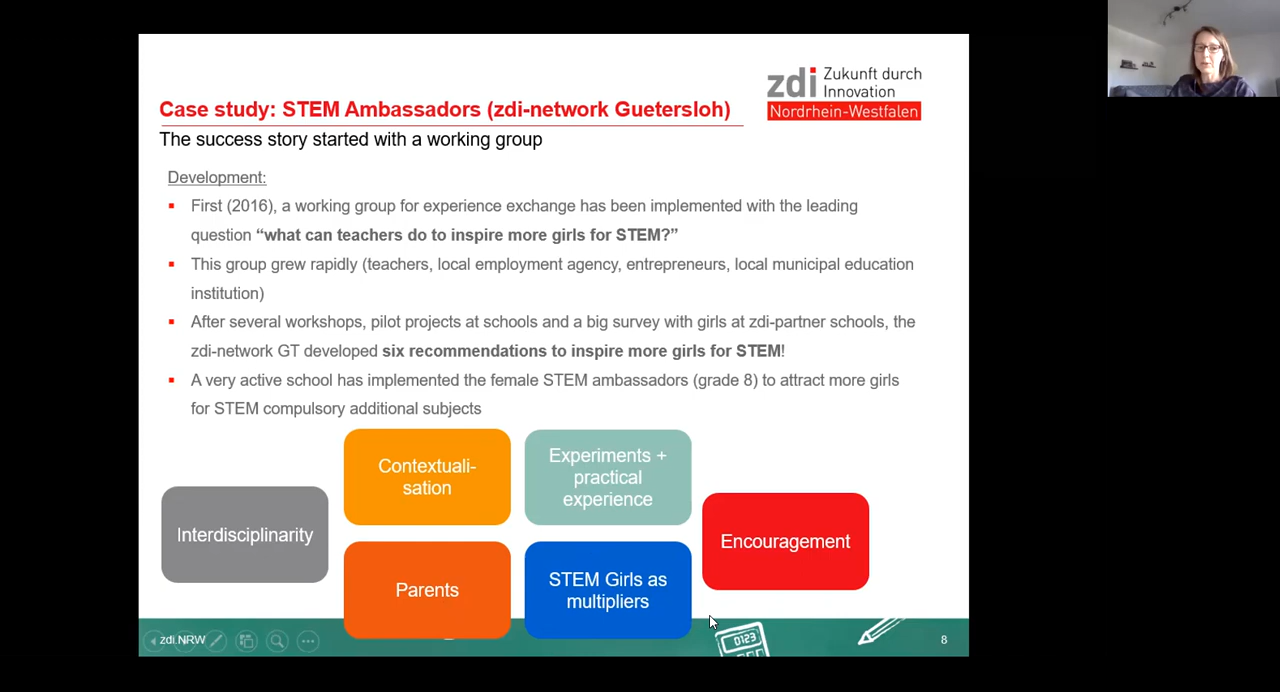 zdi Zukunft durch
Innovation
Nordrhein-Westfalen
Case study: STEM Ambassadors (zdi-network Guetersloh)
The success story started with a working group
Development:
First (2016), a working group for experience exchange has been implemented with the leading
question “what can teachers do to inspire more girls for STEM?”
This group grew rapidly (teachers, local employment agency, entrepreneurs, local municipal education
institution)
After several workshops, pilot projects at schools and a big survey with girls at zdi-partner schools, the
zdi-network GT developed six recommendations to inspire more girls for STEM!
A very active school has implemented the female STEM ambassadors (grade 8) to attract more girls
for STEM compulsory additional subjects
Interdisciplinarity
Contextuali-
sation
Parents
Experiments +
practical
experience
STEM Girls as
multipliers
Encouragement
zdi.NRW
0123
8